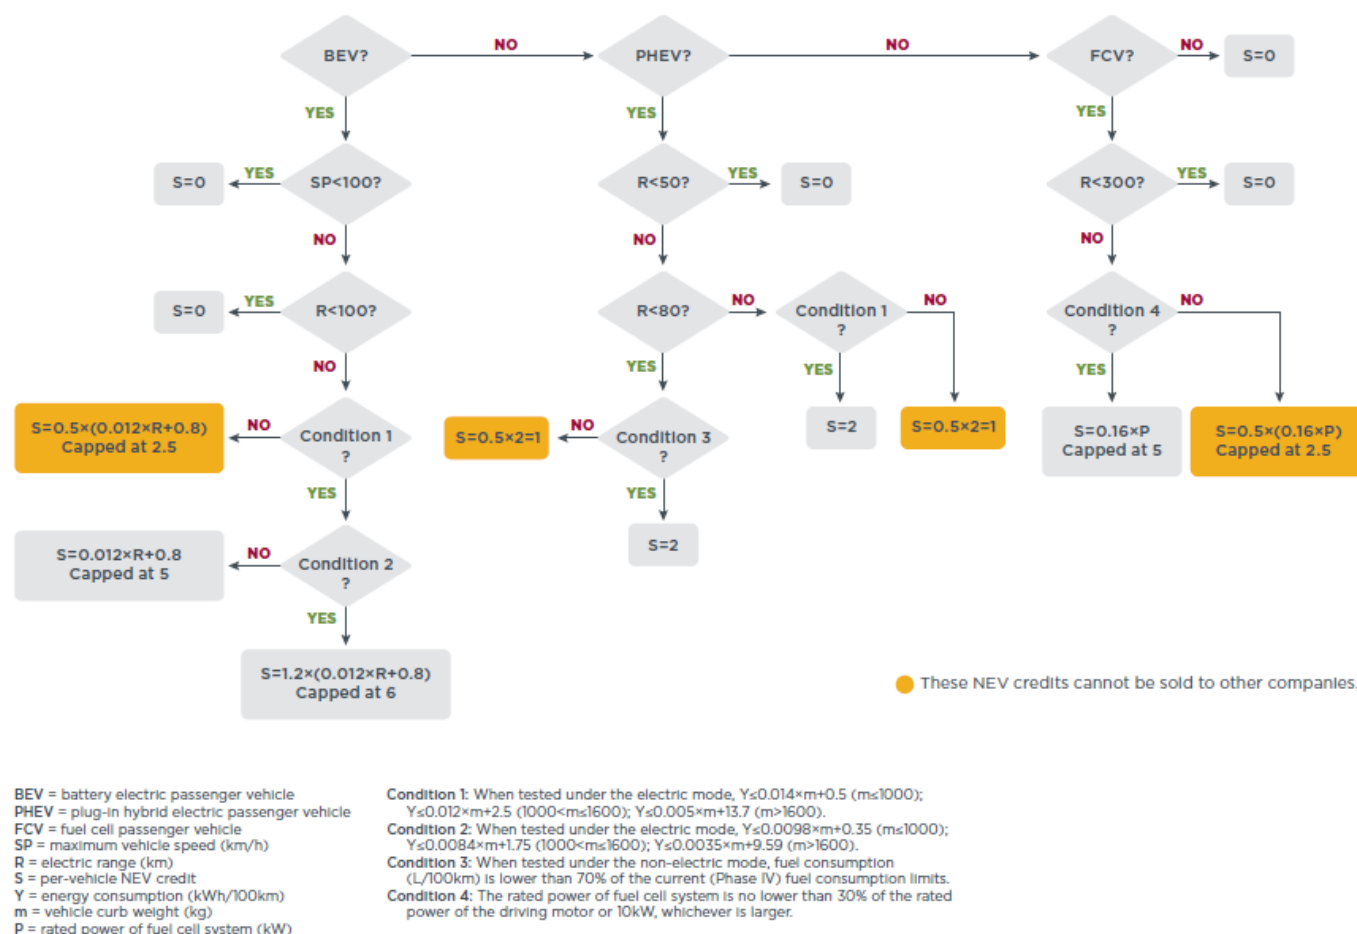 BEV?
NO
PHEV?
NO
FCV?
NO
S=0
YES
YES
YES
S=0
YES
SP<100?
R<50?
YES
S=0
R<300?
YES
S=0
NO
NO
NO
S=0
YES
R<100?
R<80?
NO
Condition 1
?
NO
Condition 4
?
NO
NO
YES
YES
YES
S=0.5×(0.012×R+0.8)
Capped at 2.5
NO
Condition 1
?
S=0.5×2=1
NO
Condition 3
?
S=2
S=0.5×2=1
S=0.16×P
Capped at 5
S=0.5×(0.16×P)
Capped at 2.5
YES
YES
S=0.012×R+0.8
Capped at 5
NO
Condition 2
?
S=2
YES
S=1.2×(0.012×R+0.8)
Capped at 6
These NEV credits cannot be sold to other companies.
BEV = battery electric passenger vehicle
PHEV = plug-in hybrid electric passenger vehicle
FCV = fuel cell passenger vehicle
SP = maximum vehicle speed (km/h)
R = electric range (km)
S = per-vehicle NEV credit
Y = energy consumption (kWh/100km)
m = vehicle curb weight (kg)
P = rated power of fuel cell system (kW)
Condition 1: When tested under the electric mode, Y≤0.014×m+0.5 (m≤1000);
Y≤0.012×m+2.5 (1000<m≤1600); Y≤0.005×m+13.7 (m>1600).
Condition 2: When tested under the electric mode, Y≤0.0098×m+0.35 (m≤1000);
Y≤0.0084×m+1.75 (1000<m≤1600); Y≤0.0035×m+9.59 (m>1600).
Condition 3: When tested under the non-electric mode, fuel consumption
(L/100km) is lower than 70% of the current (Phase IV) fuel consumption limits.
Condition 4: The rated power of fuel cell system is no lower than 30% of the rated
power of the driving motor or 10kW, whichever is larger.